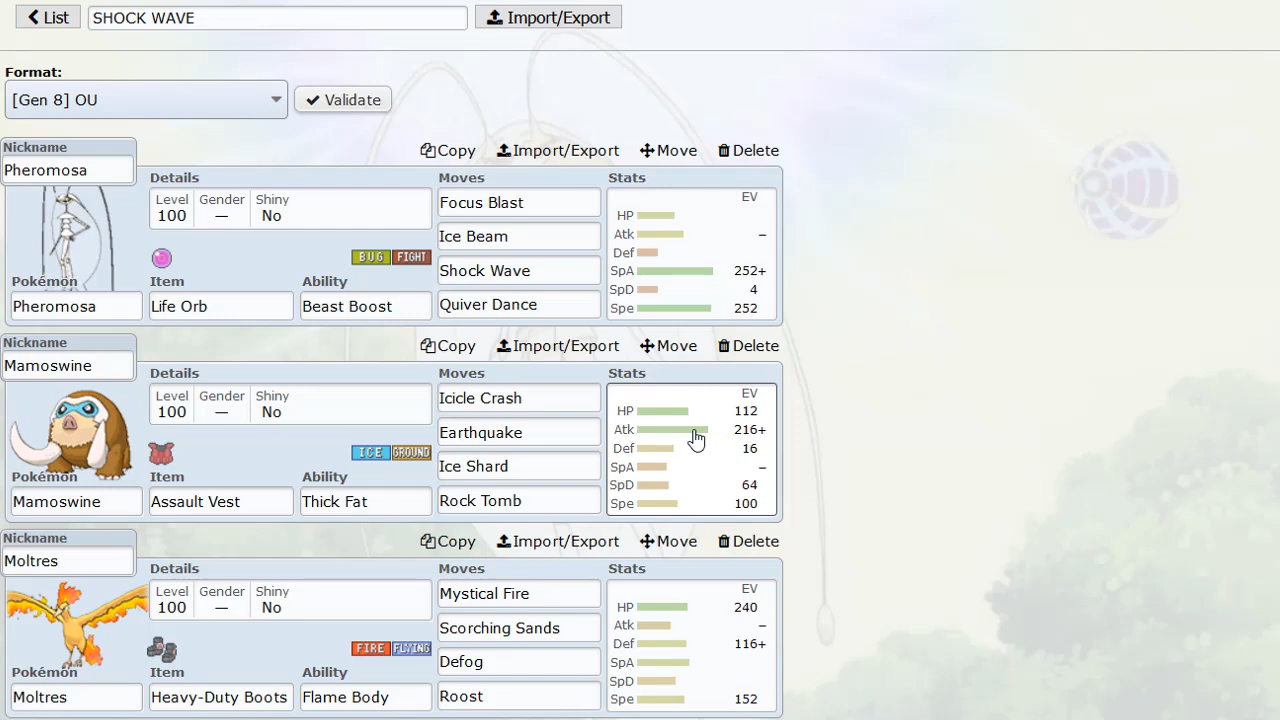 List
SHOCK WAVE
Import/Export
Format:
[Gen 8] OU
Validate
Nickname
Pheromosa
Copy Import/Export Move Delete
Details
Level Gender Shiny
100 — No
BUG FIGHT
Pokémon Item Ability
Pheromosa Life Orb Beast Boost
Moves
Focus Blast
Ice Beam
Shock Wave
Quiver Dance
Stats
EV
HP
Atk –
Def
SpA 252+
SpD 4
Spe 252
Nickname
Mamoswine
Copy Import/Export Move Delete
Details
Level Gender Shiny
100 — No
ICE GROUND
Pokémon Item Ability
Mamoswine Assault Vest Thick Fat
Moves
Icicle Crash
Earthquake
Ice Shard
Rock Tomb
Stats
EV
HP 112
Atk 216+
Def 16
SpA –
SpD 64
Spe 100
Nickname
Moltres
Copy Import/Export Move Delete
Details
Level Gender Shiny
100 — No
FIRE FLYING
Pokémon Item Ability
Moltres Heavy-Duty Boots Flame Body
Moves
Mystical Fire
Scorching Sands
Defog
Roost
Stats
EV
HP 240
Atk –
Def 116+
SpA
SpD
Spe 152